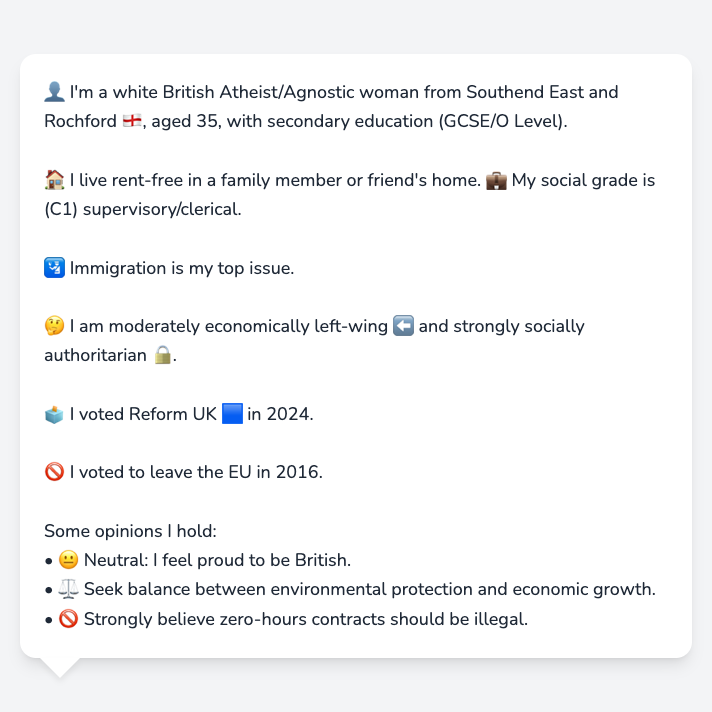 👤 I'm a white British Atheist/Agnostic woman from Southend East and
Rochford 🏴󠁧󠁢󠁥󠁮󠁧󠁿, aged 35, with secondary education (GCSE/O Level).
🏠 I live rent-free in a family member or friend's home. 💼 My social grade is
(C1) supervisory/clerical.
🛂 Immigration is my top issue.
🤔 I am moderately economically left-wing ⬅️ and strongly socially
authoritarian 🔒.
🗳️ I voted Reform UK 🟦 in 2024.
🚫 I voted to leave the EU in 2016.
Some opinions I hold:
• 😐 Neutral: I feel proud to be British.
• ⚖️ Seek balance between environmental protection and economic growth.
• 🚫 Strongly believe zero-hours contracts should be illegal.